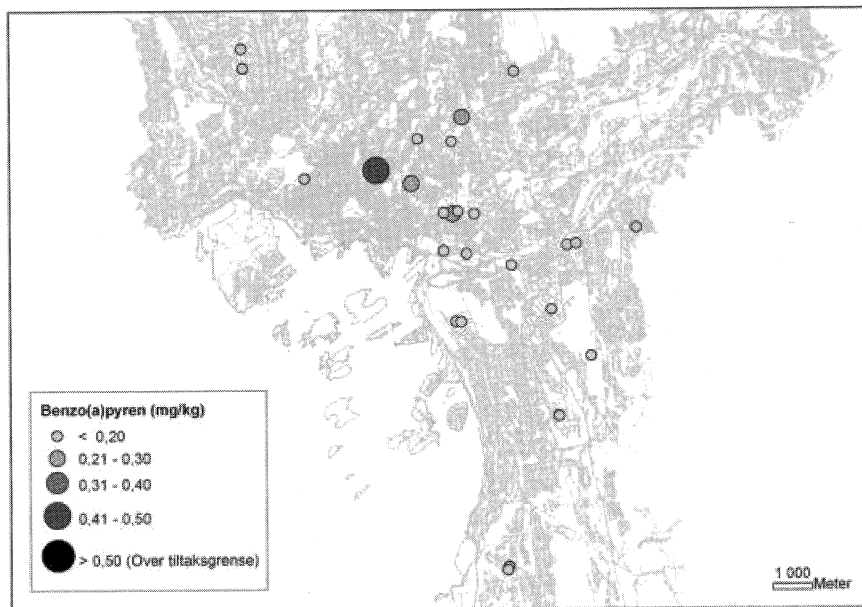 Benzo(a)pyren (mg/kg)
< 0,20
0,21 - 0,30
0,31 - 0,40
0,41 - 0,50
> 0,50 (Over tiltaksgrense)
1 000
Meter